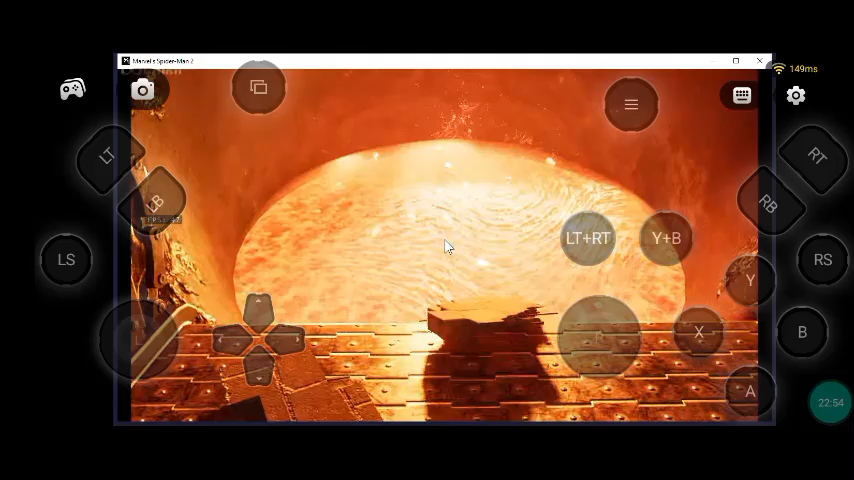 Marvel's Spider-Man 2
149ms
LT
RT
LB
RB
LT+RT
Y+B
LS
RS
Y
L
R
X
B
A
22:54